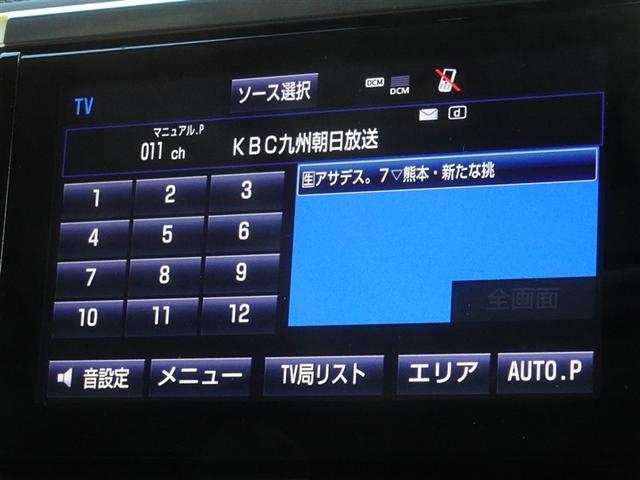 ソース選択
DCM
DCM
TV
d
マニュアル.P
011 ch
KBC九州朝日放送
生アサデス。7▽熊本・新たな挑
1 2 3
4 5 6
7 8 9
10 11 12
全画面
音設定 メニュー TV局リスト エリア AUTO.P